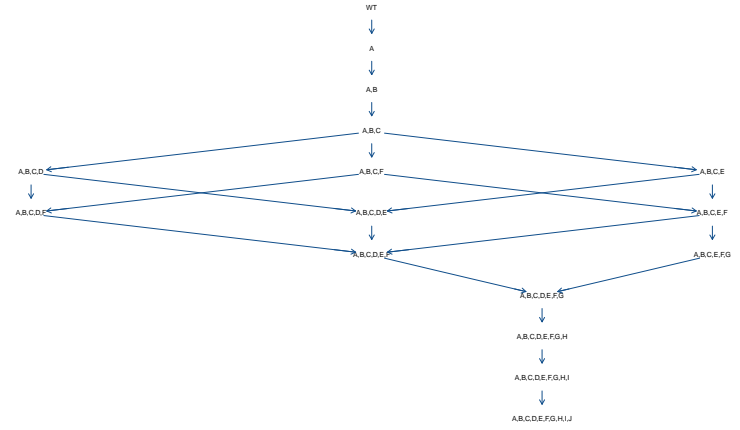 WT
A
A,B
A,B,C
A,B,C,D A,B,C,F A,B,C,E
A,B,C,D,F A,B,C,D,E A,B,C,E,F
A,B,C,D,E,F A,B,C,E,F,G
A,B,C,D,E,F,G
A,B,C,D,E,F,G,H
A,B,C,D,E,F,G,H,I
A,B,C,D,E,F,G,H,I,J